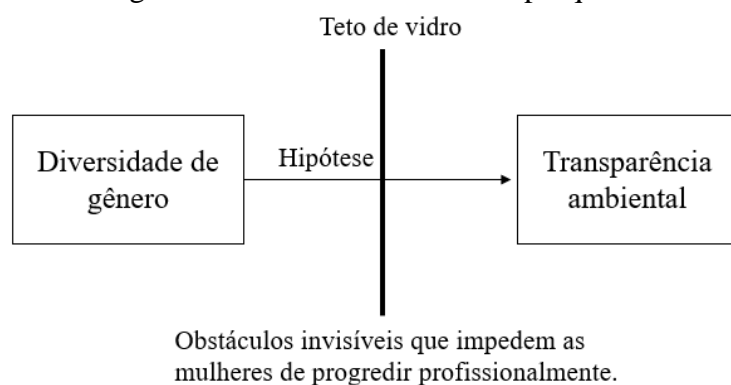 Teto de vidro
Diversidade de
gênero
Hipótese
Transparência
ambiental
Obstáculos invisíveis que impedem as
mulheres de progredir profissionalmente.